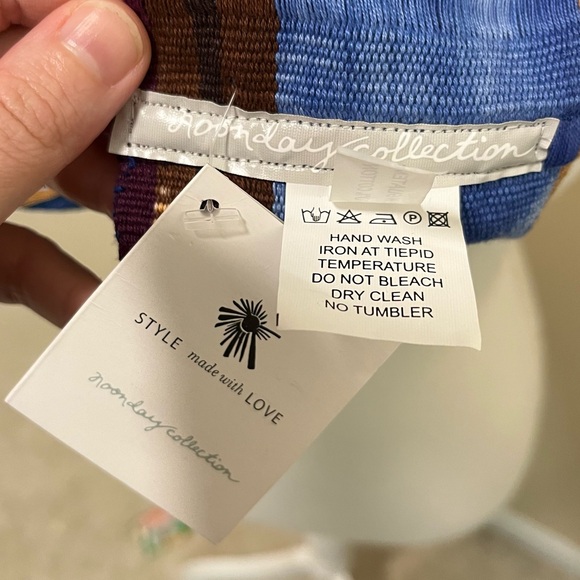 noonday collection
HAND WASH
IRON AT TIEPID
TEMPERATURE
DO NOT BLEACH
DRY CLEAN
NO TUMBLER
STYLE made with LOVE
noonday collection